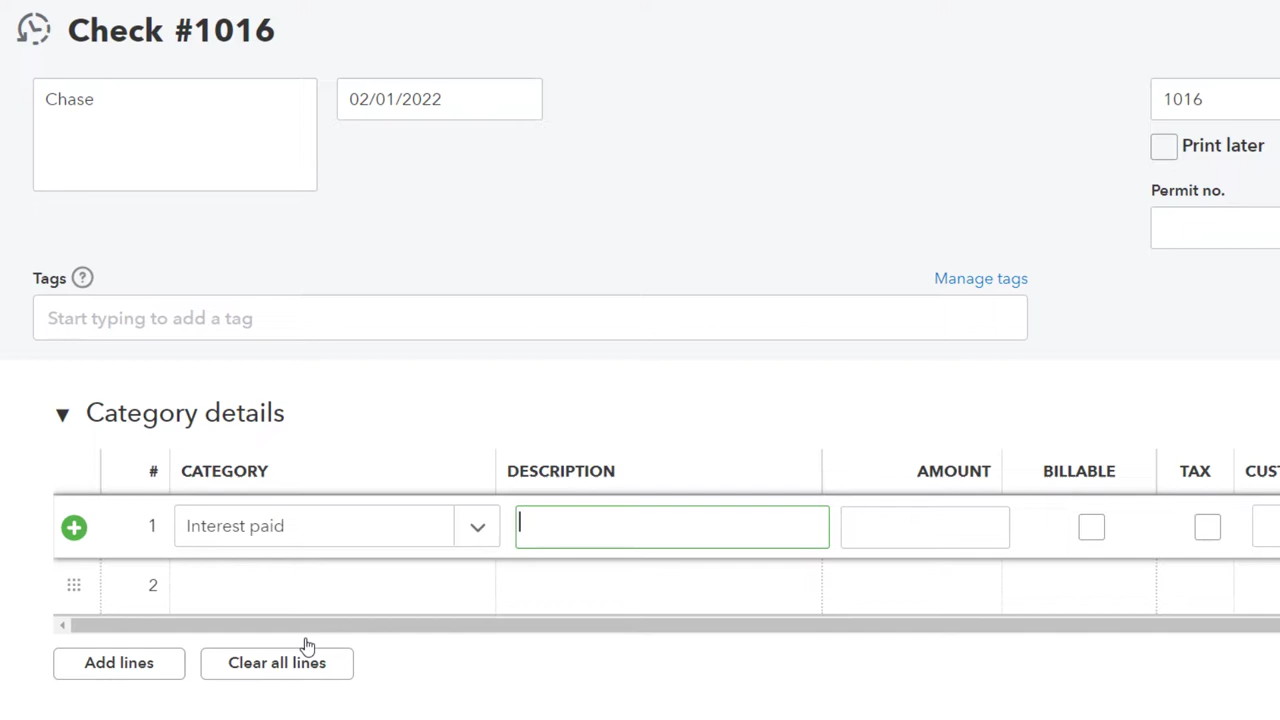 Check #1016
Chase
02/01/2022
1016
Print later
Permit no.
Tags ?
Manage tags
Start typing to add a tag
Category details
# CATEGORY DESCRIPTION AMOUNT BILLABLE TAX CUST
1 Interest paid
2
Add lines Clear all lines